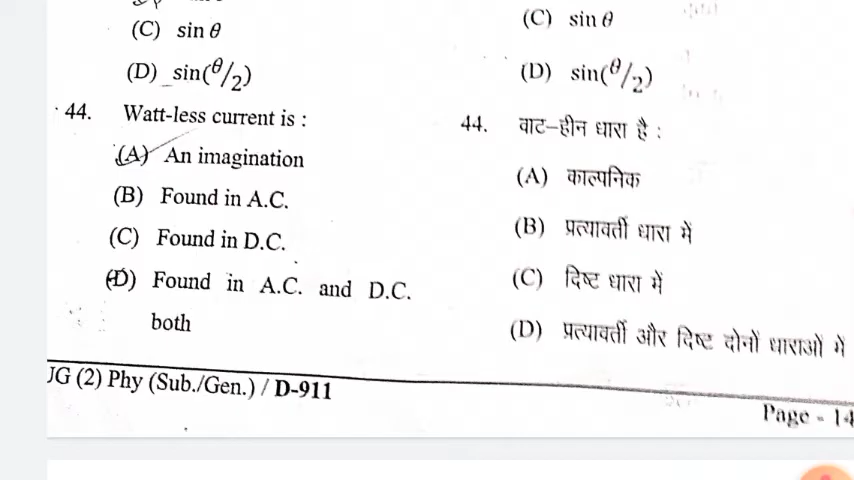 (C) sin θ
(D) sin(θ/2)
44. Watt-less current is :
(A) An imagination
(B) Found in A.C.
(C) Found in D.C.
(D) Found in A.C. and D.C.
both
(C) sin θ
(D) sin(θ/2)
44. वाट-हीन धारा है :
(A) काल्पनिक
(B) प्रत्यावर्ती धारा में
(C) दिष्ट धारा में
(D) प्रत्यावर्ती और दिष्ट दोनों धाराओं में
JG (2) Phy (Sub./Gen.) / D-911
Page - 14